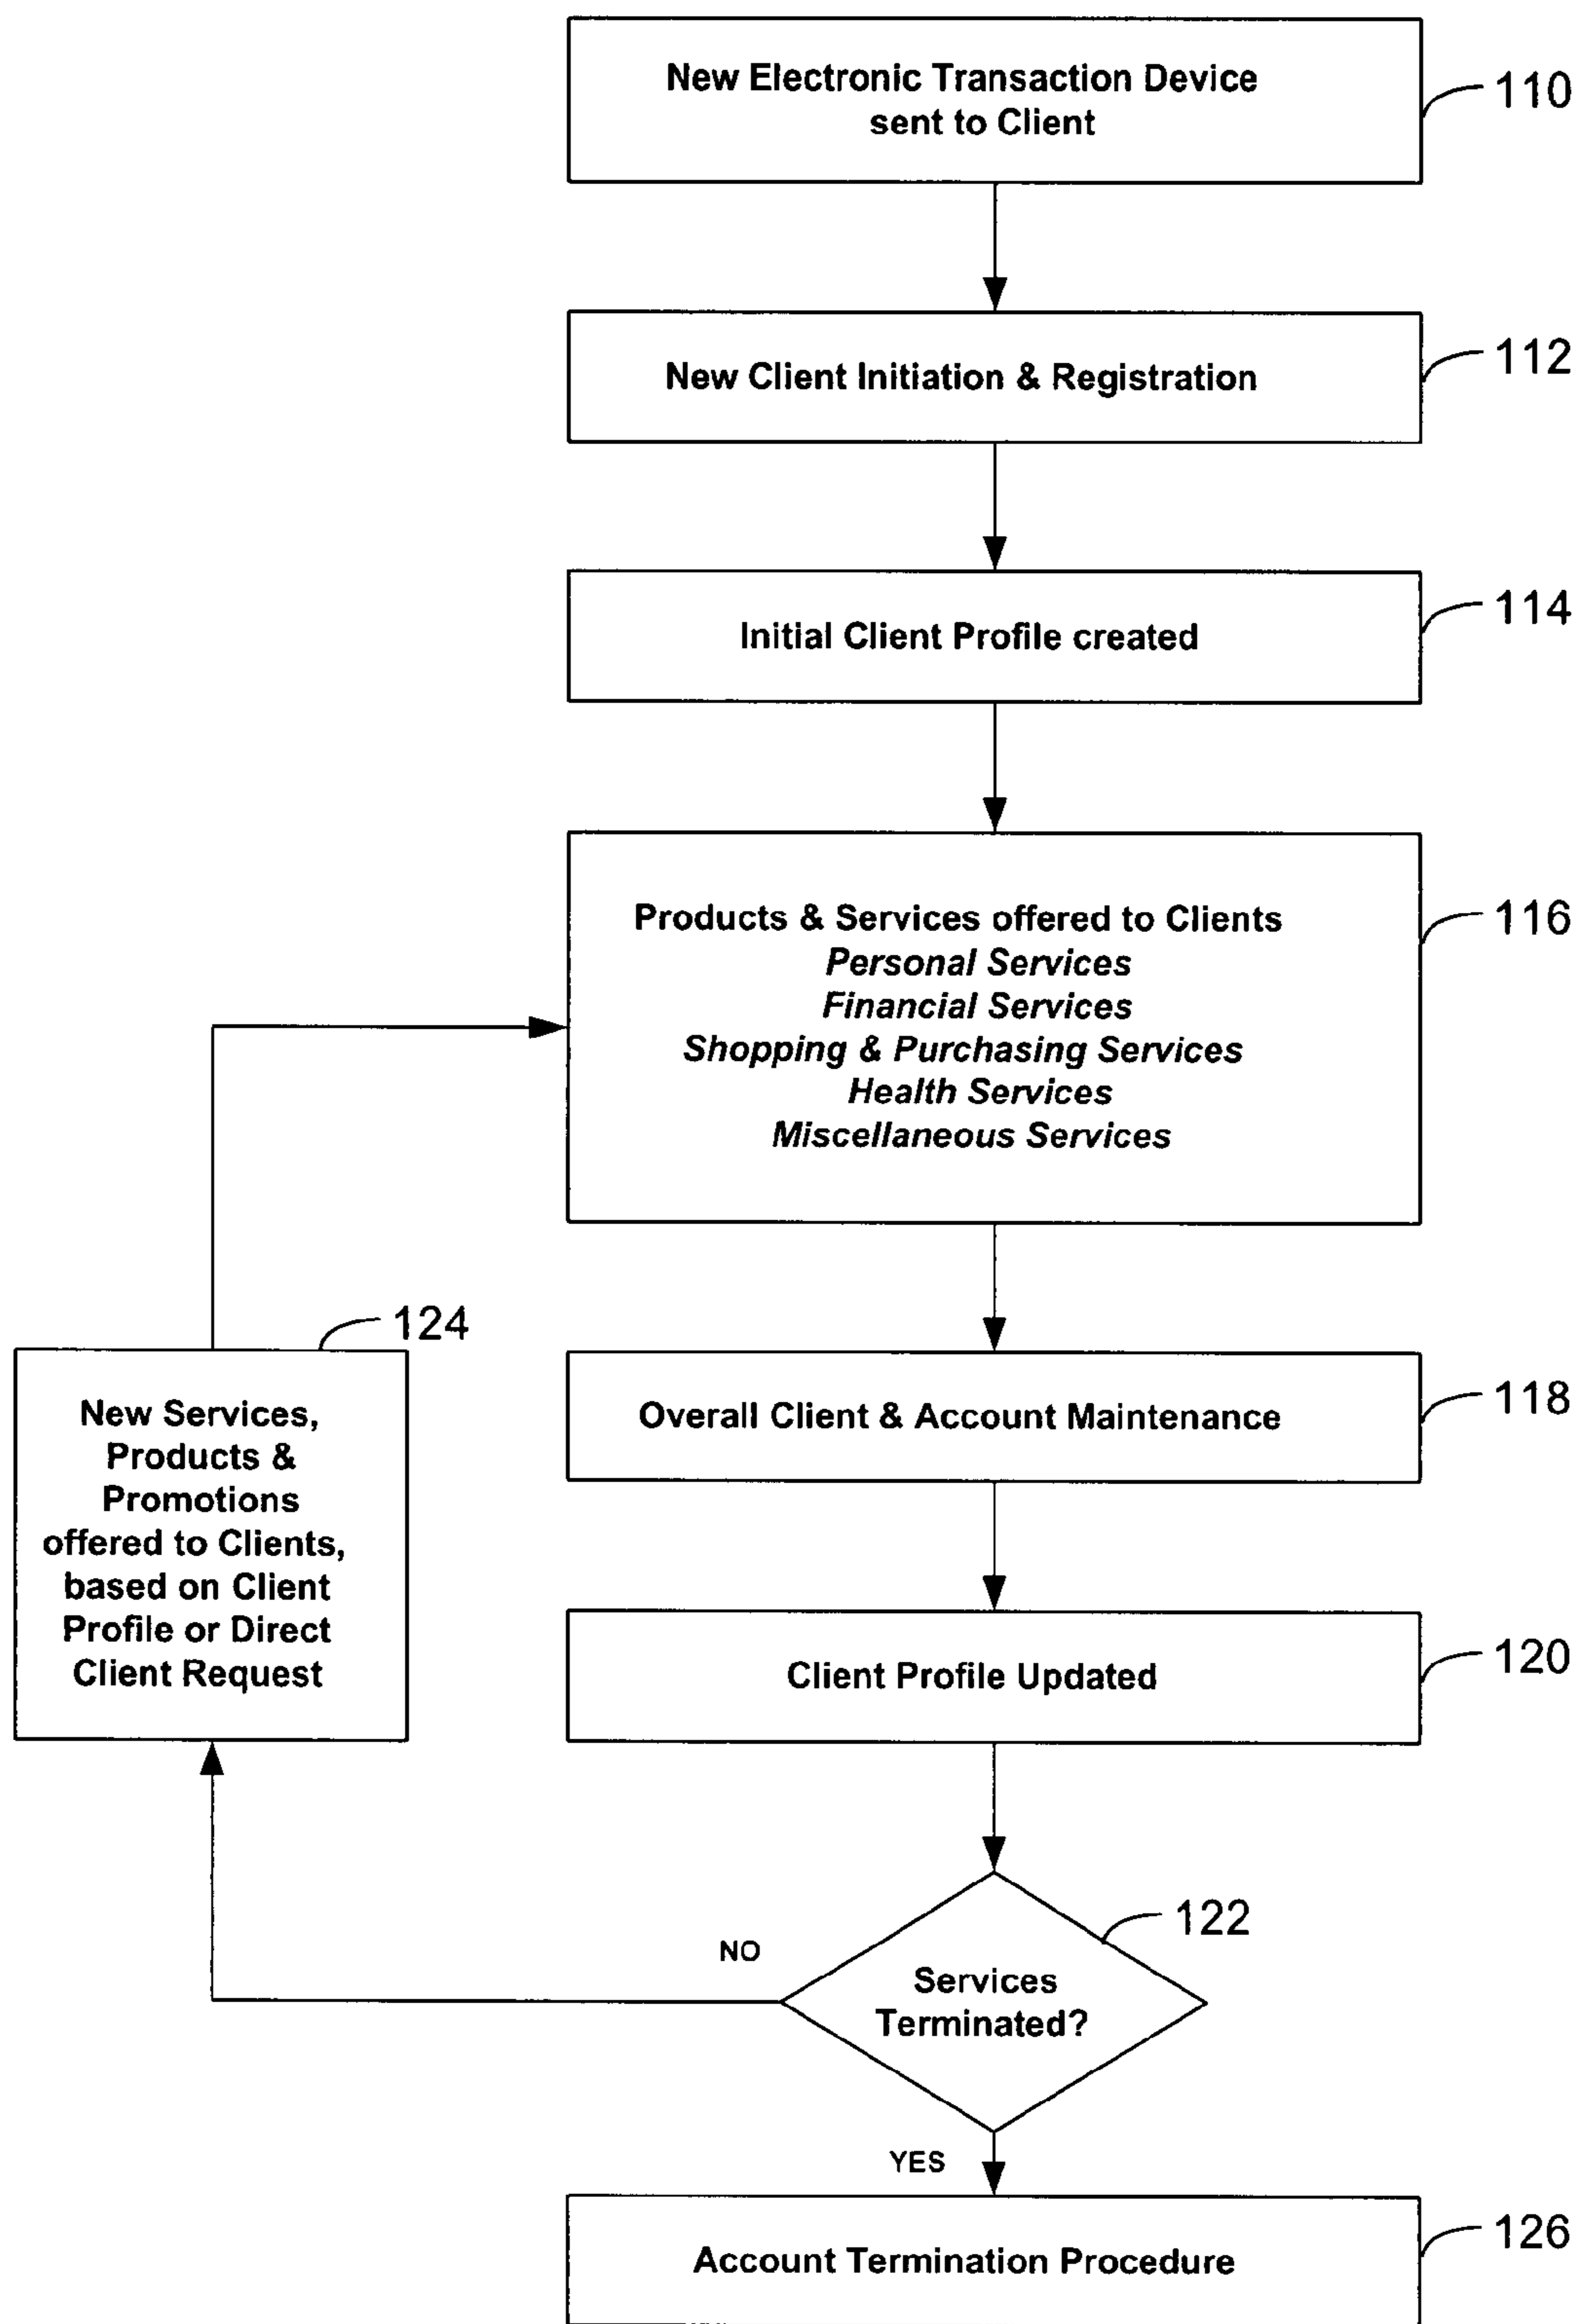 New Electronic Transaction Device
sent to Client
110
New Client Initiation & Registration
112
Initial Client Profile created
114
Products & Services offered to Clients
Personal Services
Financial Services
Shopping & Purchasing Services
Health Services
Miscellaneous Services
116
124
New Services,
Products &
Promotions
offered to Clients,
based on Client
Profile or Direct
Client Request
Overall Client & Account Maintenance
118
Client Profile Updated
120
122
NO
Services
Terminated?
YES
Account Termination Procedure
126